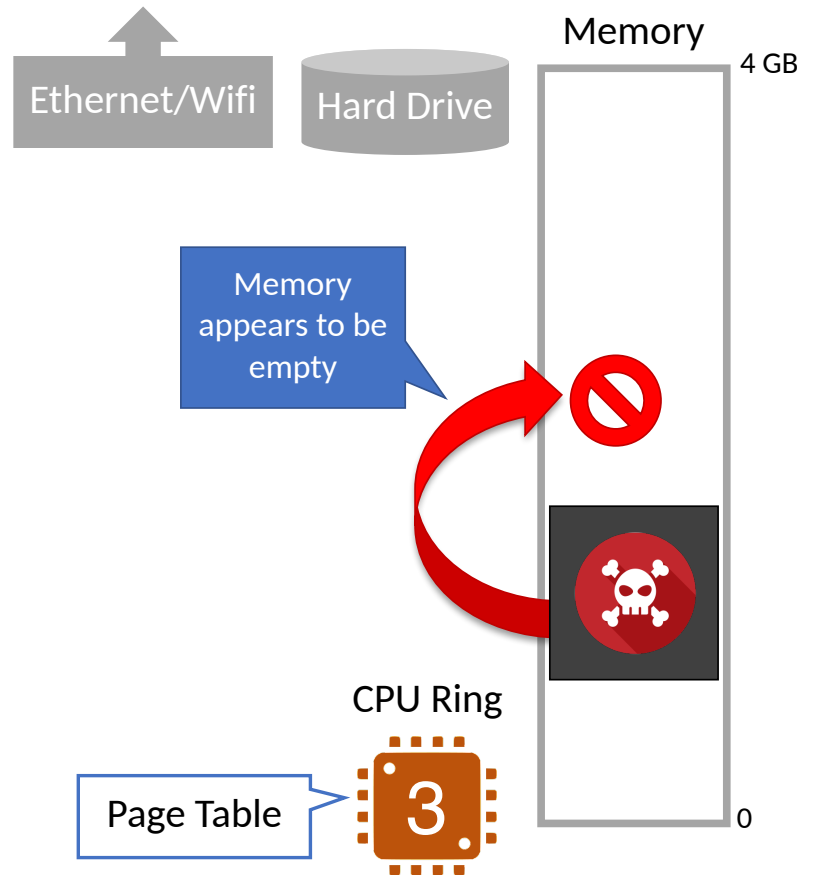 Memory
4 GB
Ethernet/Wifi
Hard Drive
Memory
appears to be
empty
CPU Ring
3
Page Table
0